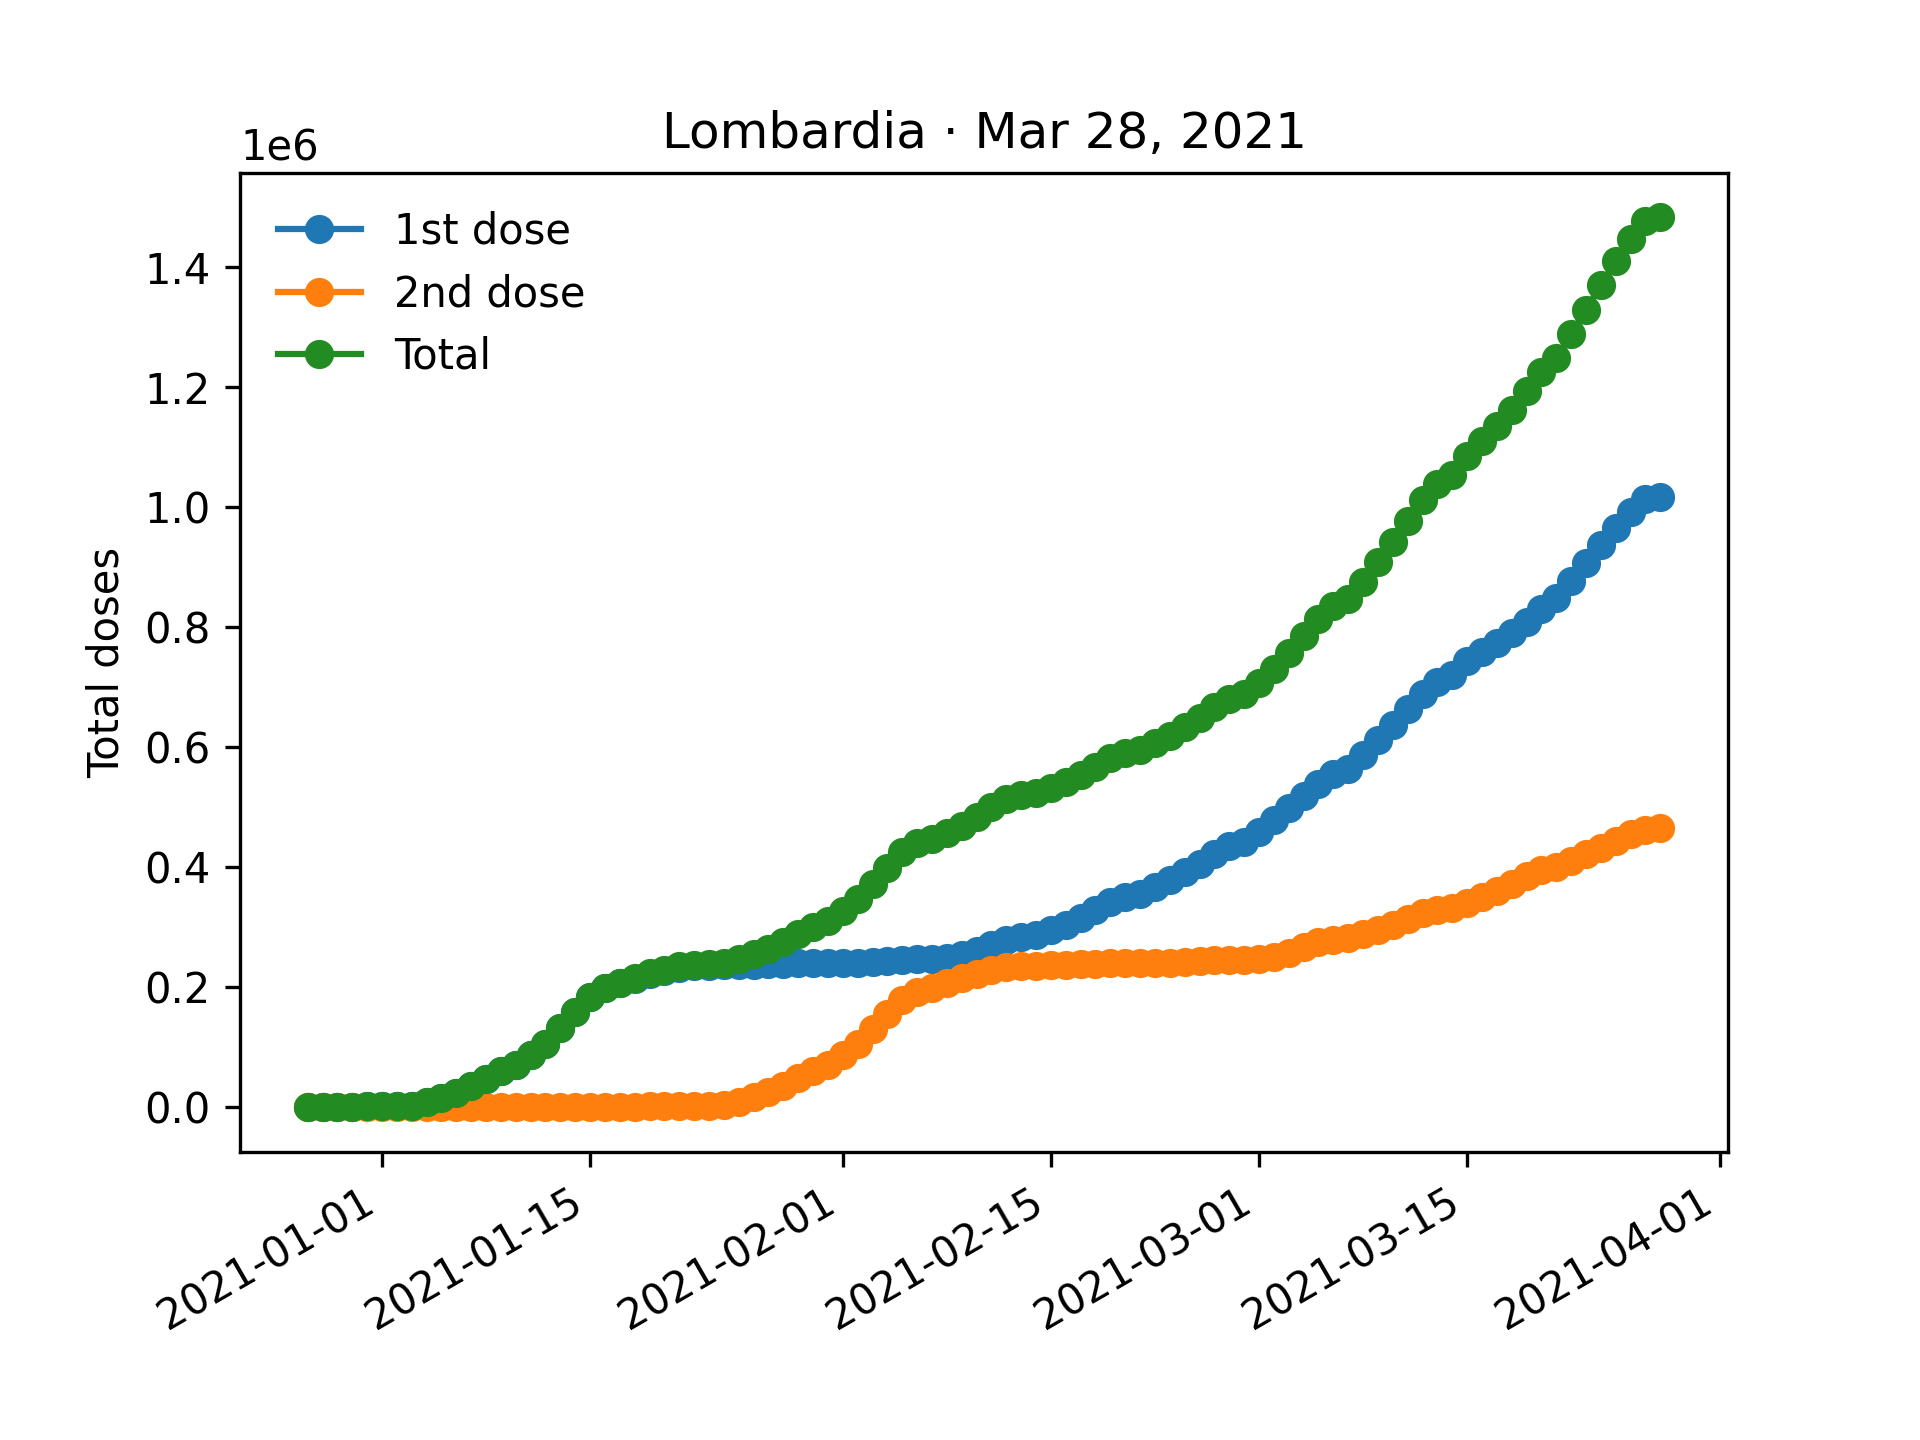 Lombardia · Mar 28, 2021
1e6
1st dose
2nd dose
Total
Total doses
1.4
1.2
1.0
0.8
0.6
0.4
0.2
0.0
2021-01-01
2021-01-15
2021-02-01
2021-02-15
2021-03-01
2021-03-15
2021-04-01